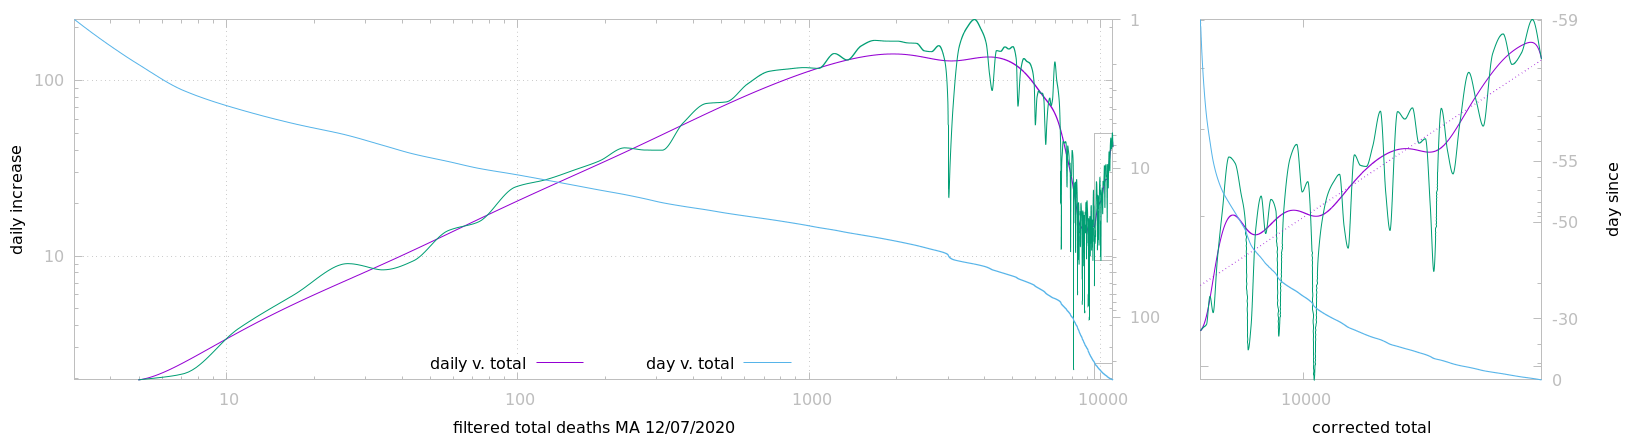 1
-59
100
daily increase
10
-55
-50
day since
10
100
-30
daily v. total
day v. total
0
10
100
1000
10000
10000
filtered total deaths MA 12/07/2020
corrected total